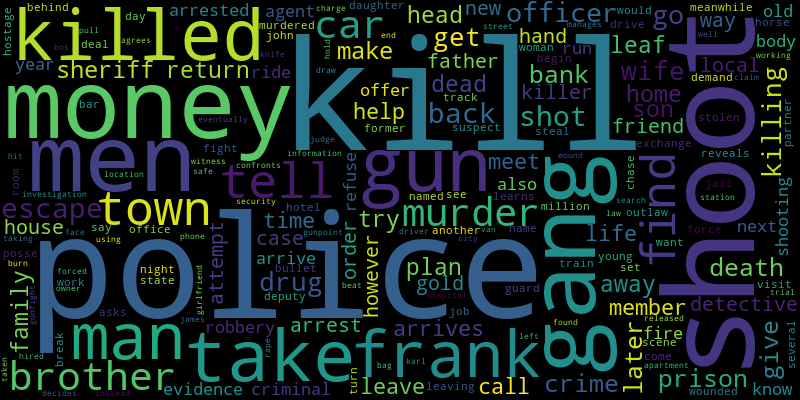 behind
killed
pull
deal
agrees
day
arrested
agent
murdered
john
daughter
charge
head
street
new
officer
woman
manages
would
go
meanwhile
way
well
old
horse
body
working
hostage
bos
end
knife
hold
car
get
hand
drive
run
leaf
shoot
local
demand
claim
partner
sheriff
return
ride
make
father
begin
bank
wife
year
money
kill
offer
dead
killer
home
son
killing
bar
help
track
back
shot
friend
stolen
former
suspect
steal
exchange
reveals
draw
judge
eventually
fight
information
men
hit
witness
safe
confronts
location
wound
gun
meet
chase
jail
room
tell
refuse
gang
find
station
investigation
security
also
named
see
learns
search
escape
town
hotel
time
try
murder
million
law
outlaw
shooting
house
say
office
phone
gunpoint
driver
another
van
name
life
force
next
face
case
order
city
want
posse
taking
using
police
attempt
arrive
however
plan
train
young
away
death
burn
night
state
bullet
gold
guard
set
visit
trial
forced
work
drug
deputy
beat
hospital
job
member
detective
family
owner
girlfriend
asks
james
man
robbery
arrest
arrives
left
found
released
fire
scene
later
give
several
gunfight
break
rape
take
frank
come
apartment
taken
hired
brother
bag
karl
turn
evidence
criminal
leave
leaving
call
crime
prison
wounded
know
decides
instead